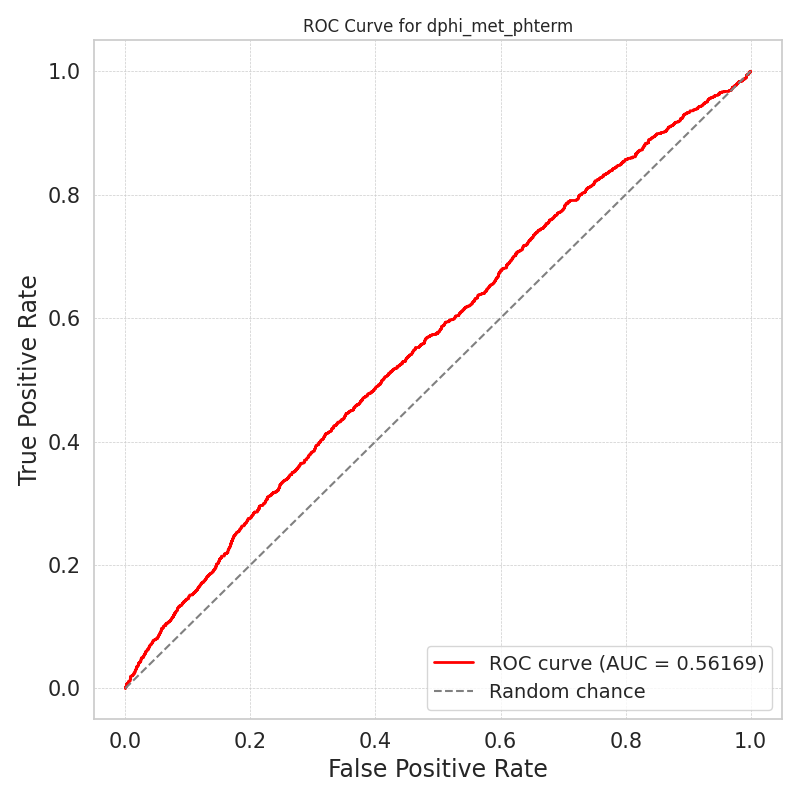 ROC Curve for dphi_met_phterm
1.0
0.8
0.6
0.4
0.2
0.0
True Positive Rate
ROC curve (AUC = 0.56169)
Random chance
0.0 0.2 0.4 0.6 0.8 1.0
False Positive Rate